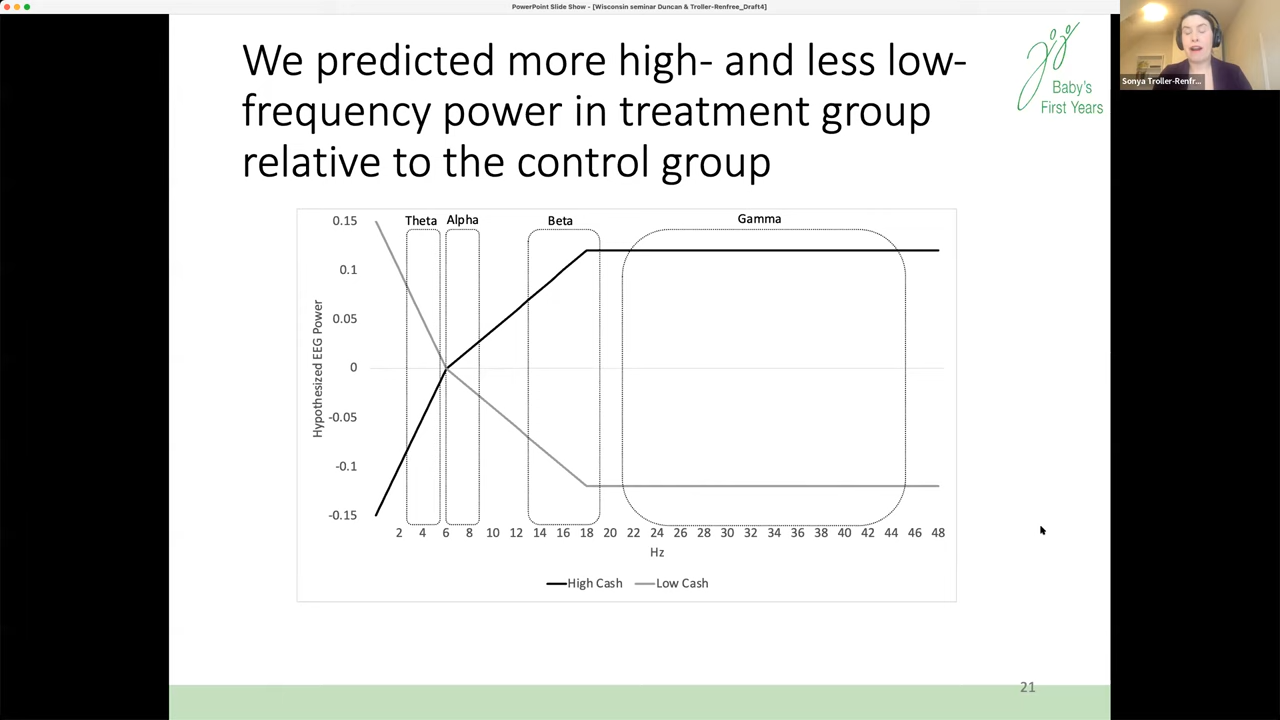 PowerPoint Slide Show - [Wisconsin seminar Duncan & Troller-Renfree_Draft4]
We predicted more high- and less low-
frequency power in treatment group
relative to the control group
Baby's
First Years
Sonya Troller-Renfr...
Theta Alpha Beta Gamma
0.15
0.1
0.05
0
-0.05
-0.1
-0.15
Hypothesized EEG Power
2 4 6 8 10 12 14 16 18 20 22 24 26 28 30 32 34 36 38 40 42 44 46 48
Hz
High Cash Low Cash
21